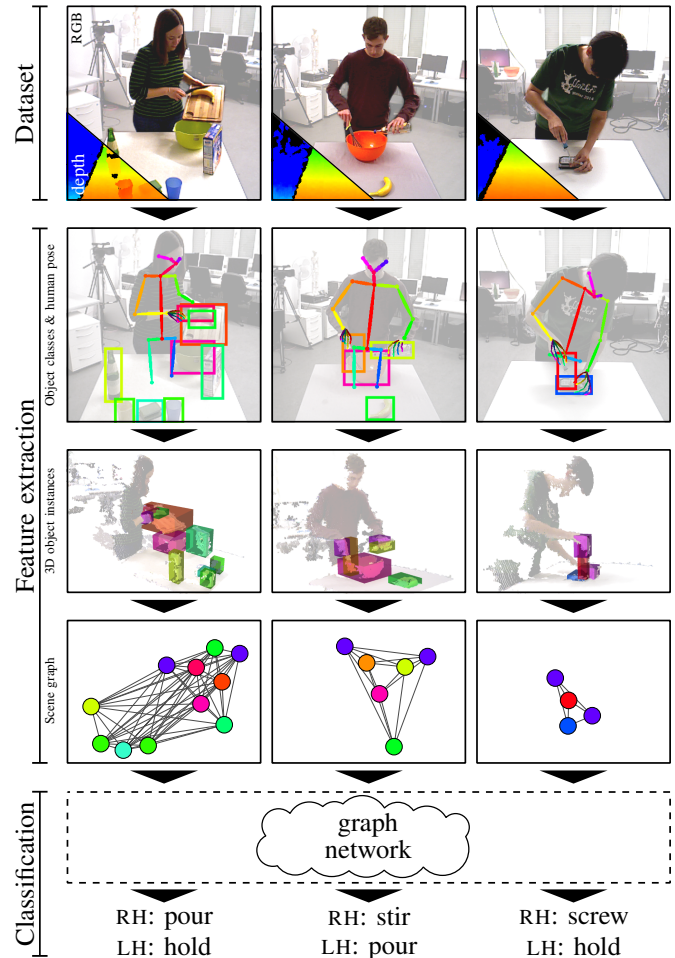 Dataset
RGB
depth
Feature extraction
Object classes & human pose
3D object instances
Scene graph
Classification
graph
network
RH: pour
LH: hold
RH: stir
LH: pour
RH: screw
LH: hold